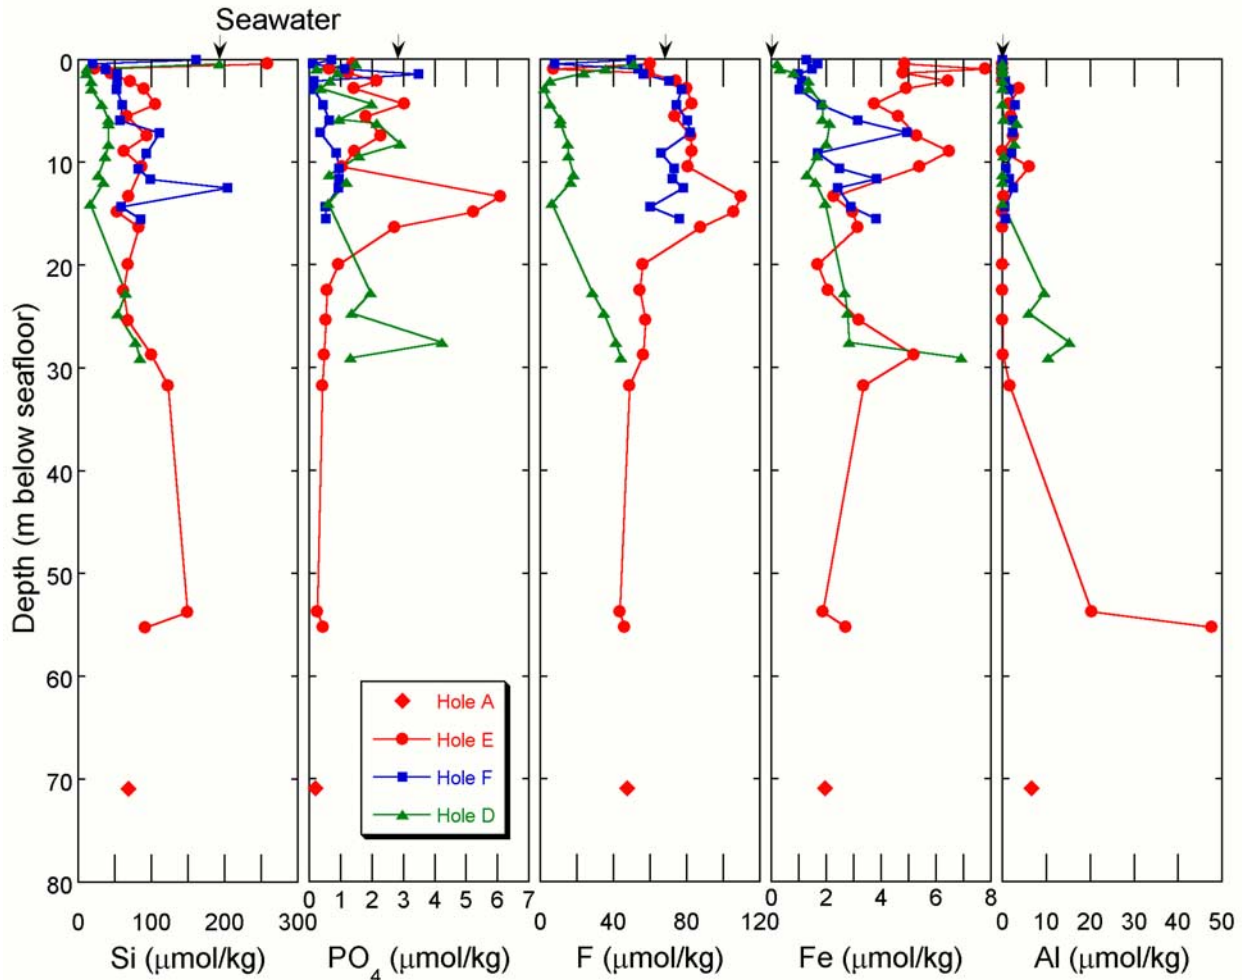 Seawater
Depth (m below seafloor)
0
10
20
30
40
50
60
70
80
Hole A
Hole E
Hole F
Hole D
0 100 200 300
Si (µmol/kg)
0 1 2 3 4 5 6 7
PO4 (µmol/kg)
0 40 80 120
F (µmol/kg)
2 4 6 8
Fe (µmol/kg)
0 10 20 30 40 50
Al (µmol/kg)